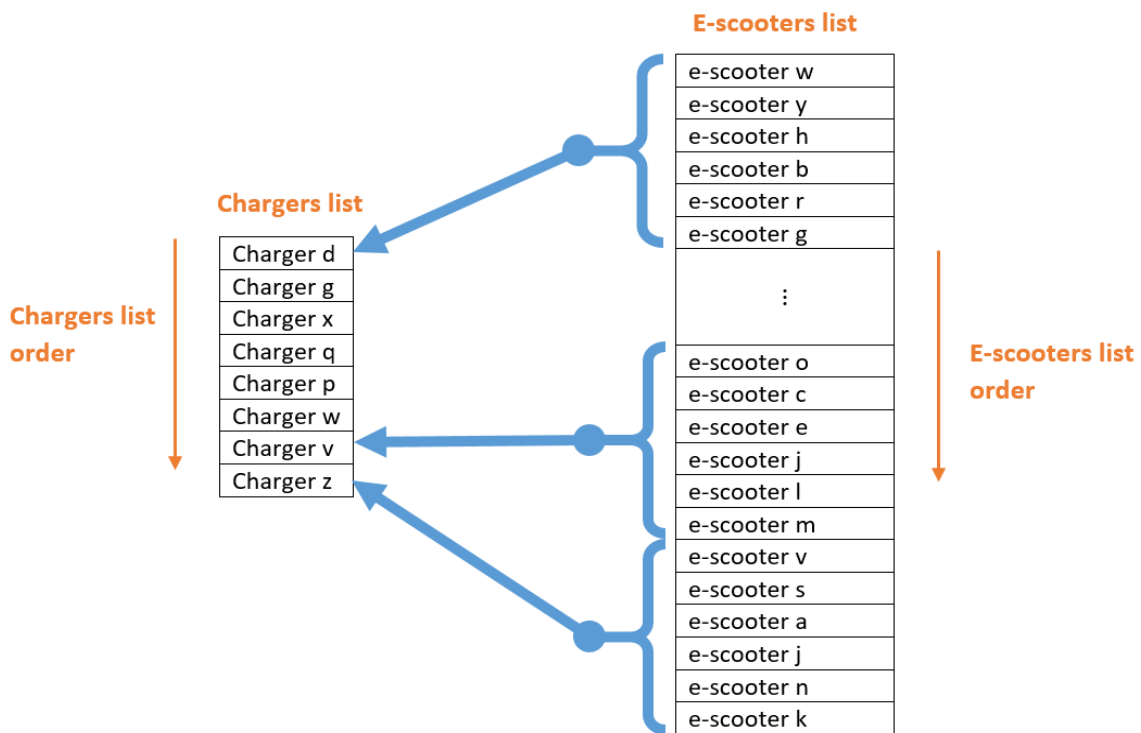 E-scooters list
e-scooter w
e-scooter y
e-scooter h
e-scooter b
e-scooter r
e-scooter g
⋮
e-scooter o
e-scooter c
e-scooter e
e-scooter j
e-scooter l
e-scooter m
e-scooter v
e-scooter s
e-scooter a
e-scooter j
e-scooter n
e-scooter k
Chargers list
Charger d
Charger g
Charger x
Charger q
Charger p
Charger w
Charger v
Charger z
Chargers list
order
E-scooters list
order